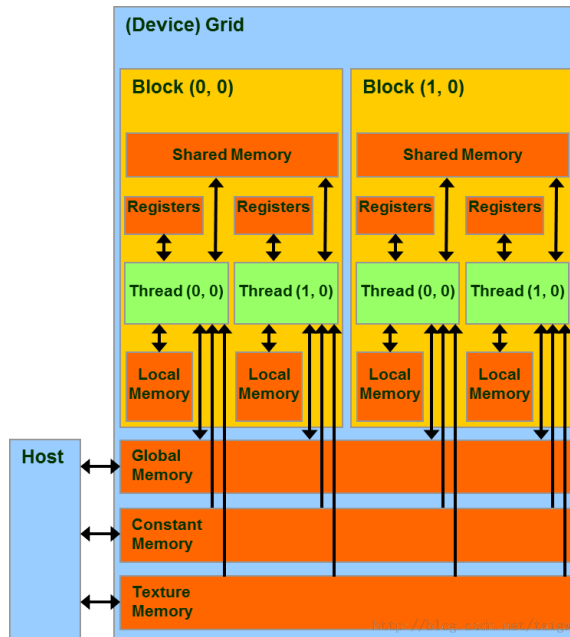 (Device) Grid
Block (0, 0)
Block (1, 0)
Shared Memory
Shared Memory
Registers
Registers
Registers
Registers
Thread (0, 0)
Thread (1, 0)
Thread (0, 0)
Thread (1, 0)
Local
Memory
Local
Memory
Local
Memory
Local
Memory
Host
Global
Memory
Constant
Memory
Texture
Memory